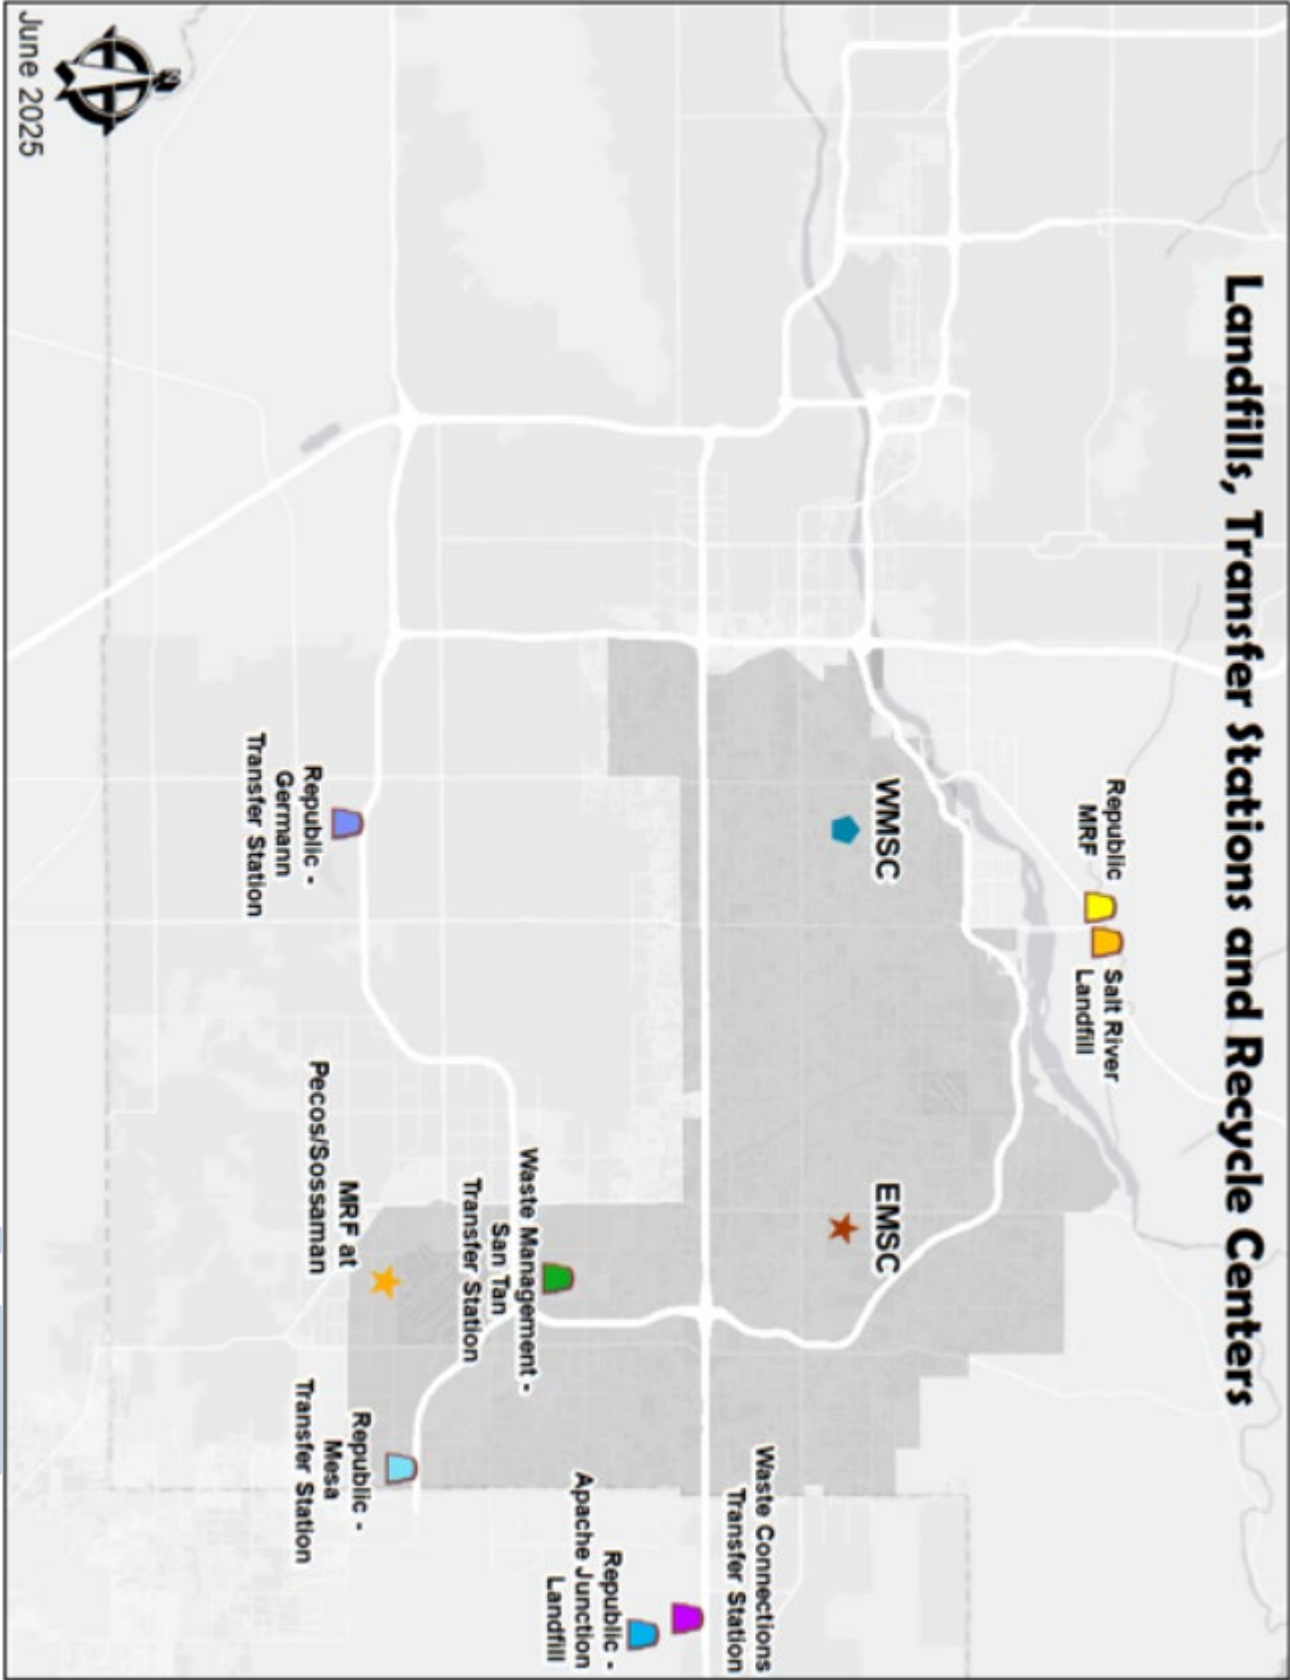 Landfills, Transfer Stations and Recycle Centers
Republic
MRF
Salt River
Landfill
WMSC
EMSC
Waste Connections
Transfer Station
Republic -
Apache Junction
Landfill
Waste Management -
San Tan
Transfer Station
MRF at
Pecos/Sossaman
Republic -
Mesa
Transfer Station
Republic -
Germann
Transfer Station
N
June 2025